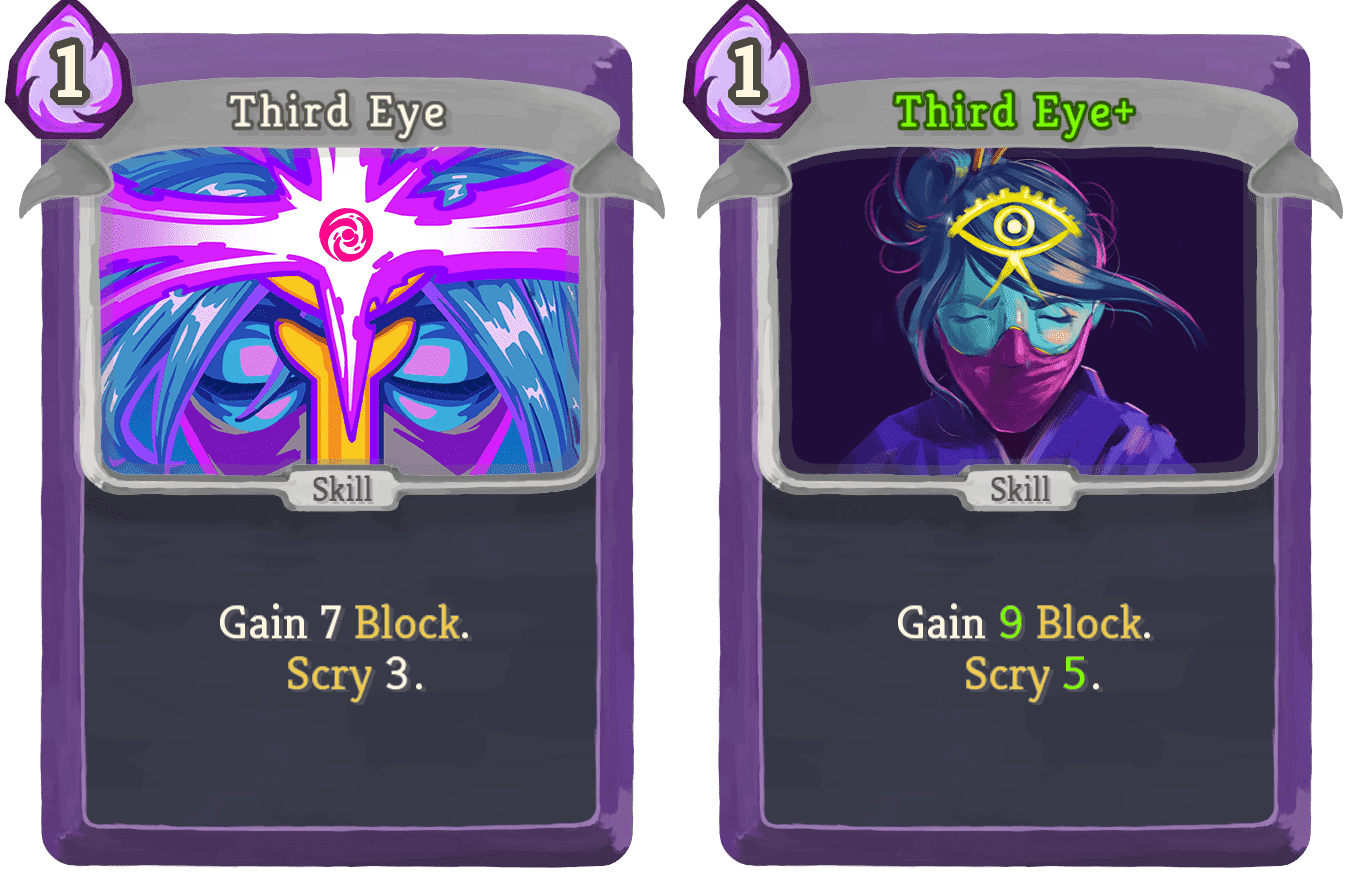 1
Third Eye
Skill
Gain 7 Block.
Scry 3.
1
Third Eye+
Skill
Gain 9 Block.
Scry 5.